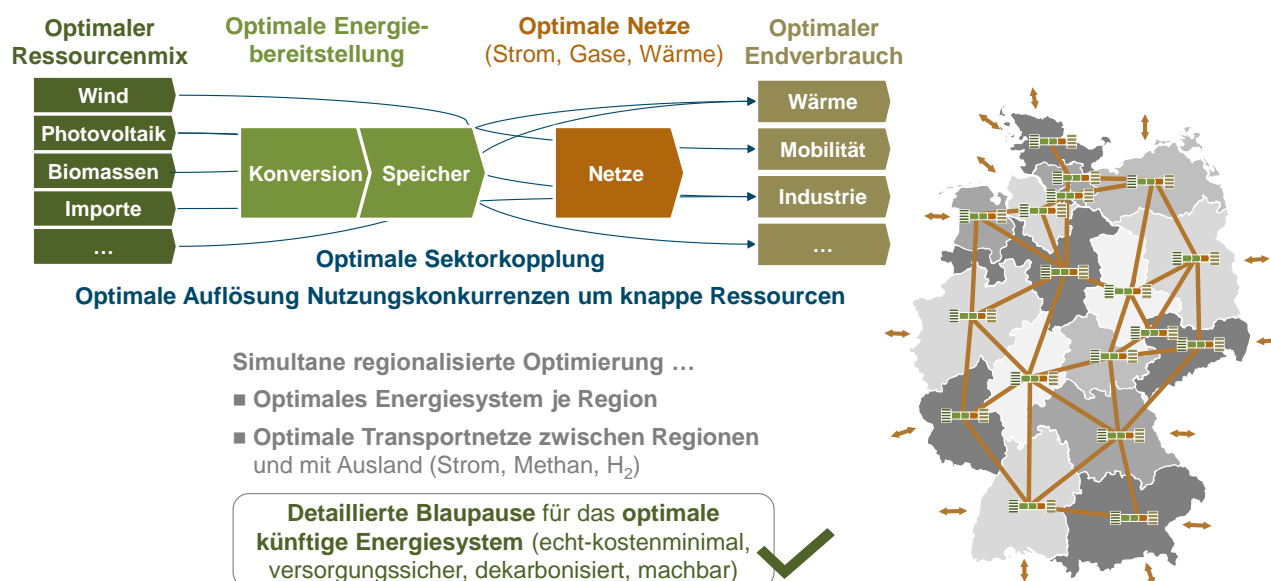 Optimaler
Ressourcenmix
Optimale Energie-
bereitstellung
Optimale Netze
(Strom, Gase, Wärme)
Optimaler
Endverbrauch
Wind
Photovoltaik
Biomassen
Importe
...
Konversion
Speicher
Netze
Wärme
Mobilität
Industrie
...
Optimale Sektorkopplung
Optimale Auflösung Nutzungskonkurrenzen um knappe Ressourcen
Simultane regionalisierte Optimierung ...
■ Optimales Energiesystem je Region
■ Optimale Transportnetze zwischen Regionen
und mit Ausland (Strom, Methan, H₂)
Detaillierte Blaupause für das optimale
künftige Energiesystem (echt-kostenminimal,
versorgungssicher, dekarbonisiert, machbar)